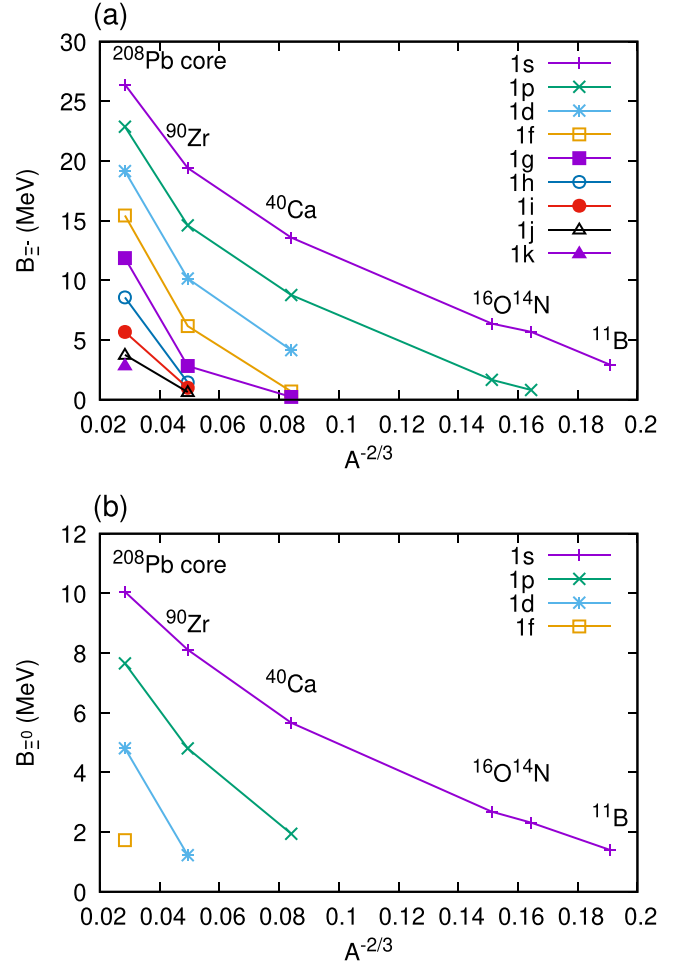 (a)
30
25
20
15
10
5
0
B_Ξ- (MeV)
²⁰⁸Pb core
⁹⁰Zr
⁴⁰Ca
¹⁶O¹⁴N
¹¹B
1s
1p
1d
1f
1g
1h
1i
1j
1k
0.02 0.04 0.06 0.08 0.1 0.12 0.14 0.16 0.18 0.2
A⁻²/³
(b)
12
10
8
6
4
2
0
B_Ξ0 (MeV)
²⁰⁸Pb core
⁹⁰Zr
⁴⁰Ca
¹⁶O¹⁴N
¹¹B
1s
1p
1d
1f
0.02 0.04 0.06 0.08 0.1 0.12 0.14 0.16 0.18 0.2
A⁻²/³